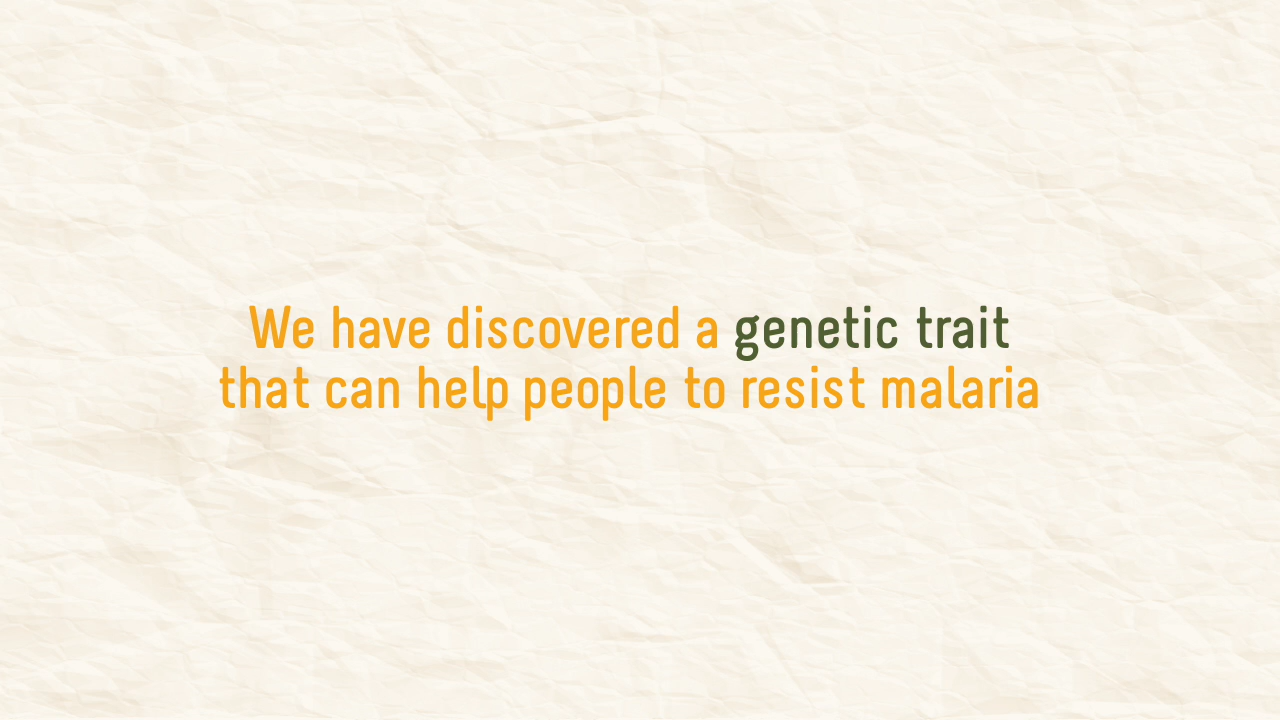 We have discovered a genetic trait
that can help people to resist malaria